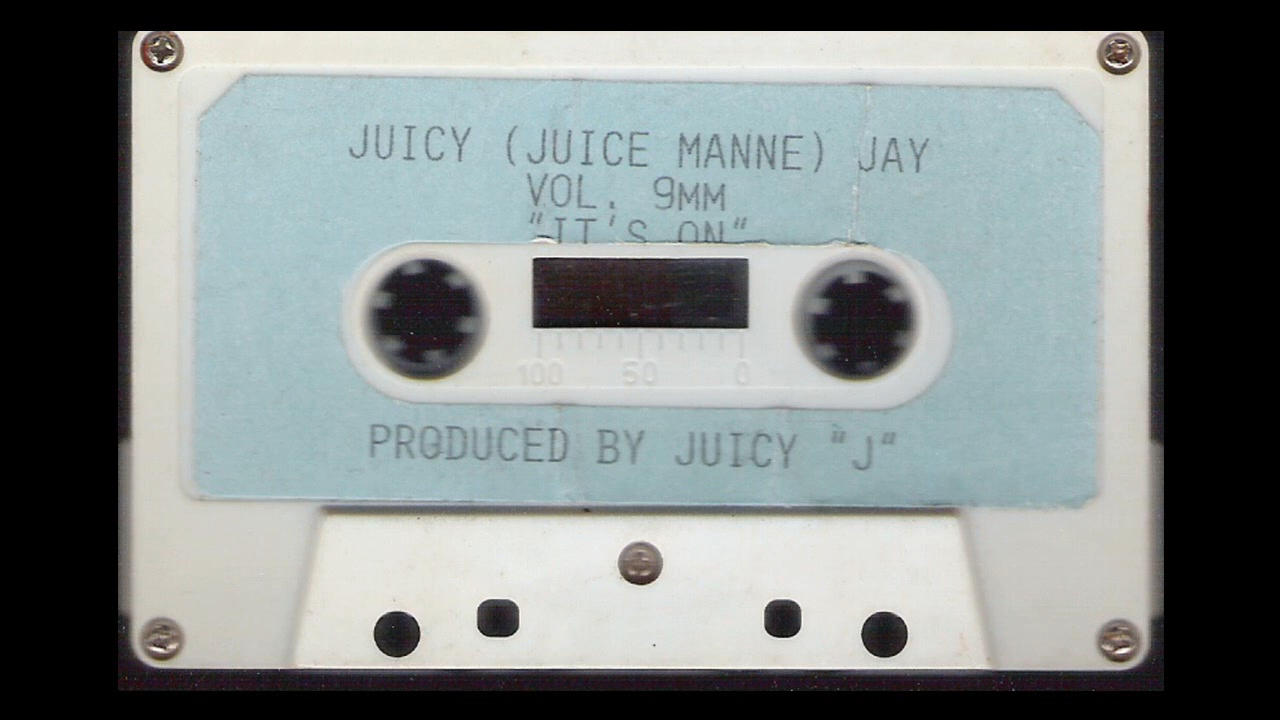 JUICY (JUICE MANNE) JAY
VOL. 9MM
"IT'S ON"
100 50 0
PRODUCED BY JUICY "J"